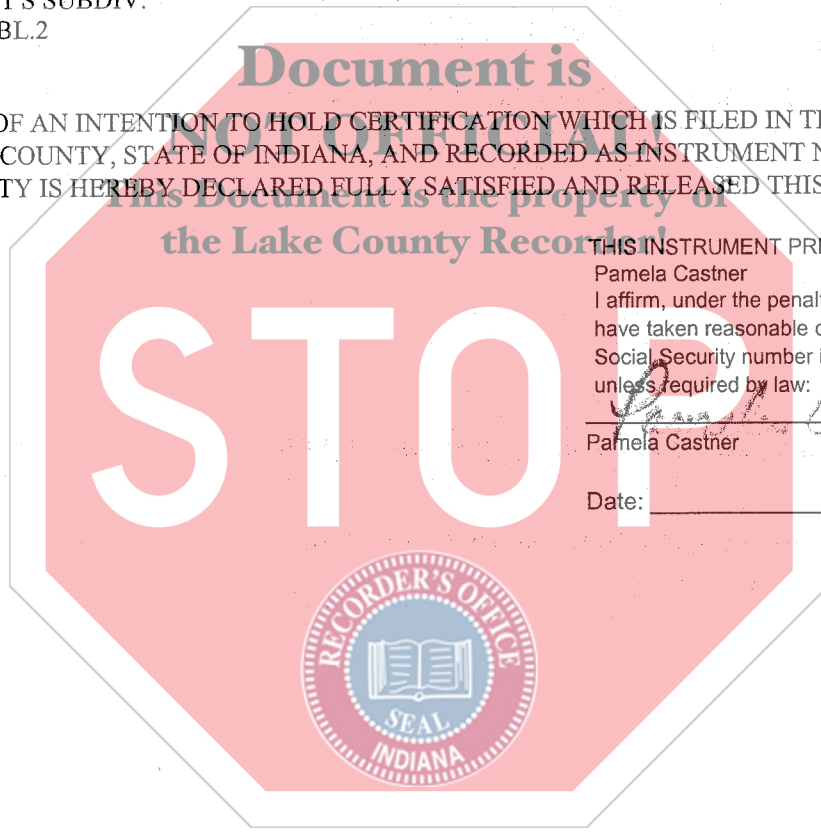 T'S SUBDIV.
BL.2
Document is
OF AN INTENTION TO HOLD CERTIFICATION WHICH IS FILED IN
NOT OFFICIAL!
COUNTY, STATE OF INDIANA, AND RECORDED AS INSTRUMENT
TY IS HEREBY DECLARED FULLY SATISFIED AND RELEASED THIS
This Document is the property of
the Lake County Recorder!
THIS INSTRUMENT
Pamela Castner
I affirm, under the
have taken reasonable
Social Security number
unless required by law:
Pamela Castner
Date:
STOP
RECORDER'S OFFICE
SEAL
INDIANA